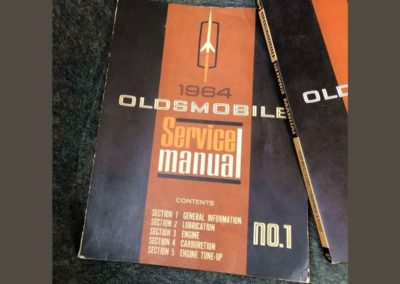 1964
OLDSMOBILE
Service
manual
CONTENTS
SECTION 1 GENERAL INFORMATION
SECTION 2 LUBRICATION
SECTION 3 ENGINE
SECTION 4 CARBURETION
SECTION 5 ENGINE TUNE-UP
NO.1
OLD